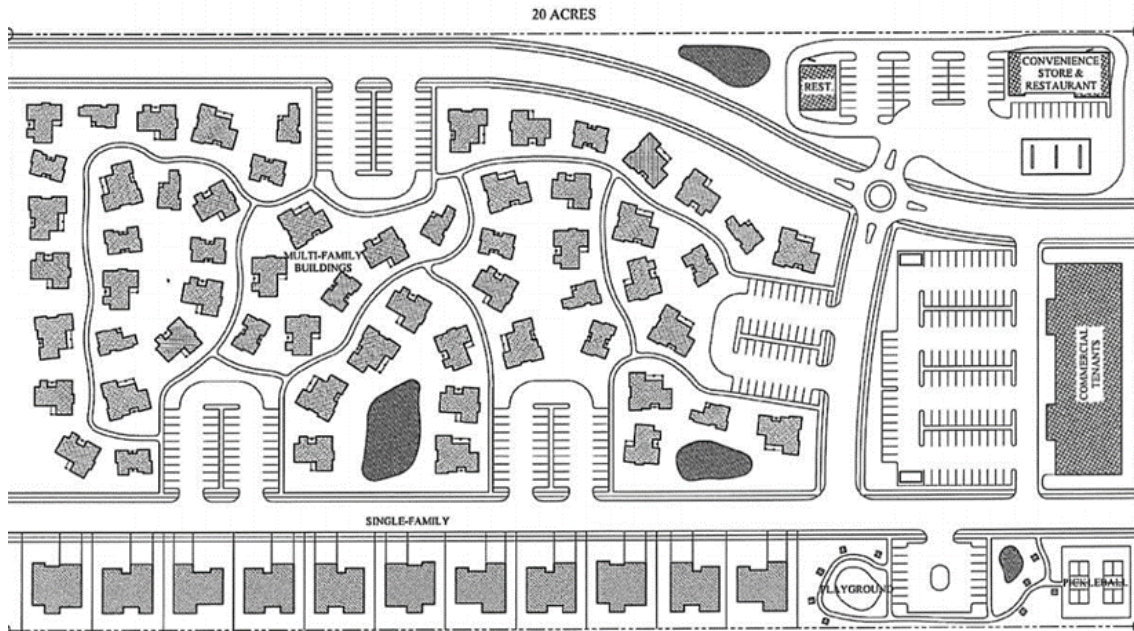 20 ACRES
REST.
CONVENIENCE
STORE &
RESTAURANT
MULTI-FAMILY
BUILDINGS
COMMERCIAL
TENANTS
SINGLE-FAMILY
PLAYGROUND
PICKLEBALL